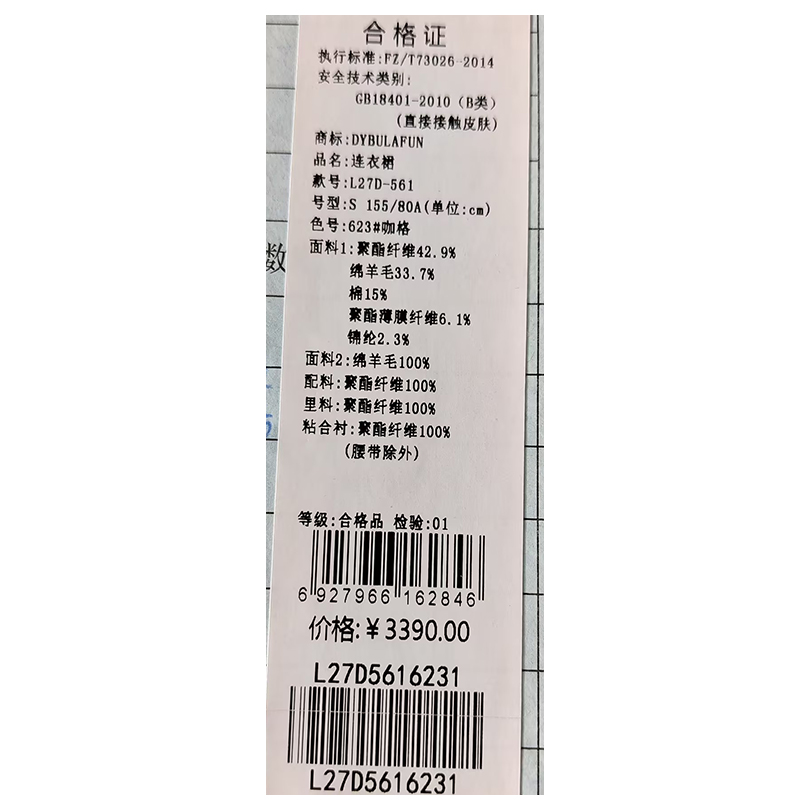 合格证
执行标准:FZ/T73026-2014
安全技术类别:
GB18401-2010(B类)
(直接接触皮肤)
商标:DYBULAFUN
品名:连衣裙
款号:L27D-561
号型:S 155/80A(单位:cm)
色号:623#咖格
面料1:聚酯纤维42.9%
绵羊毛33.7%
棉15%
聚酯薄膜纤维6.1%
锦纶2.3%
面料2:绵羊毛100%
配料:聚酯纤维100%
里料:聚酯纤维100%
粘合衬:聚酯纤维100%
(腰带除外)
等级:合格品 检验:01
6 927966 162846
价格:¥3390.00
L27D5616231
L27D5616231
数